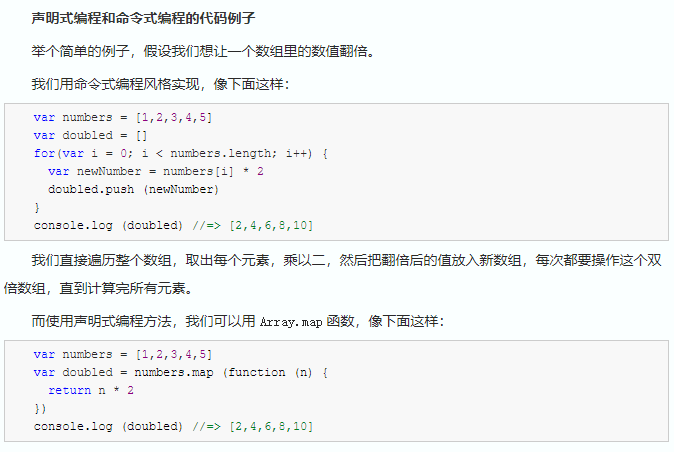 声明式编程和命令式编程的代码例子
举个简单的例子，假设我们想让一个数组里的数值翻倍。
我们用命令式编程风格实现，像下面这样：
var numbers = [1,2,3,4,5]
var doubled = []
for(var i = 0; i < numbers.length; i++) {
  var newNumber = numbers[i] * 2
  doubled.push (newNumber)
}
console.log (doubled) //=> [2,4,6,8,10]
我们直接遍历整个数组，取出每个元素，乘以二，然后把翻倍后的值放入新数组，每次都要操作这个双
倍数组，直到计算完所有元素。
而使用声明式编程方法，我们可以用 Array.map 函数，像下面这样：
var numbers = [1,2,3,4,5]
var doubled = numbers.map (function (n) {
  return n * 2
})
console.log (doubled) //=> [2,4,6,8,10]